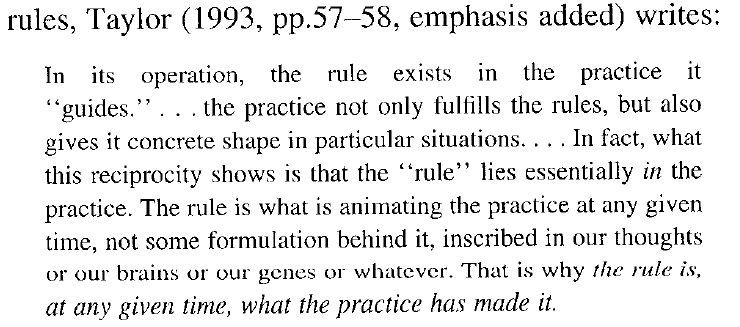 rules, Taylor (1993, pp.57–58, emphasis added) writes:
In its operation, the rule exists in the practice it
‘‘guides.’’ . . . the practice not only fulfills the rules, but also
gives it concrete shape in particular situations. . . . In fact, what
this reciprocity shows is that the ‘‘rule’’ lies essentially in the
practice. The rule is what is animating the practice at any given
time, not some formulation behind it, inscribed in our thoughts
or our brains or our genes or whatever. That is why the rule is,
at any given time, what the practice has made it.